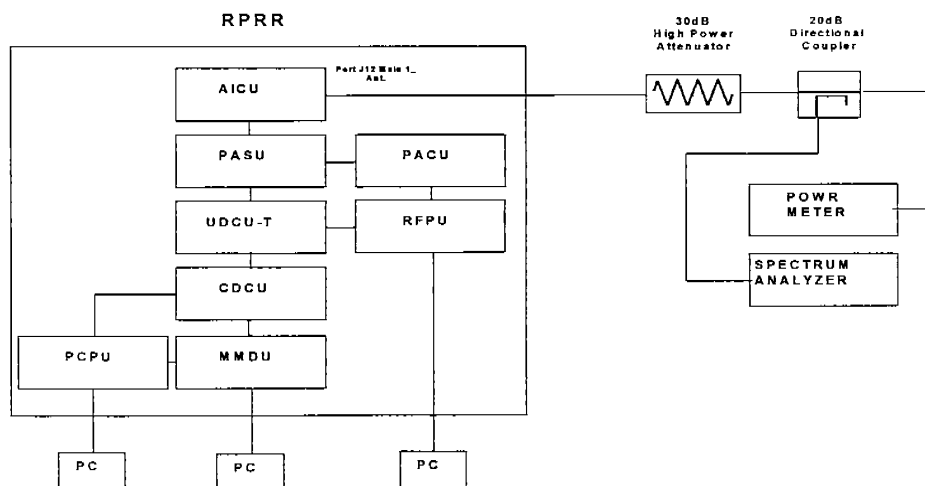 RPRR
30dB
High Power
Attenuator
20dB
Directional
Coupler
Port J12 Main 1_
Ant.
AICU
PASU
PACU
UDCU-T
RFPU
POWR
METER
SPECTRUM
ANALYZER
CDCU
PCPU
MMDU
PC
PC
PC